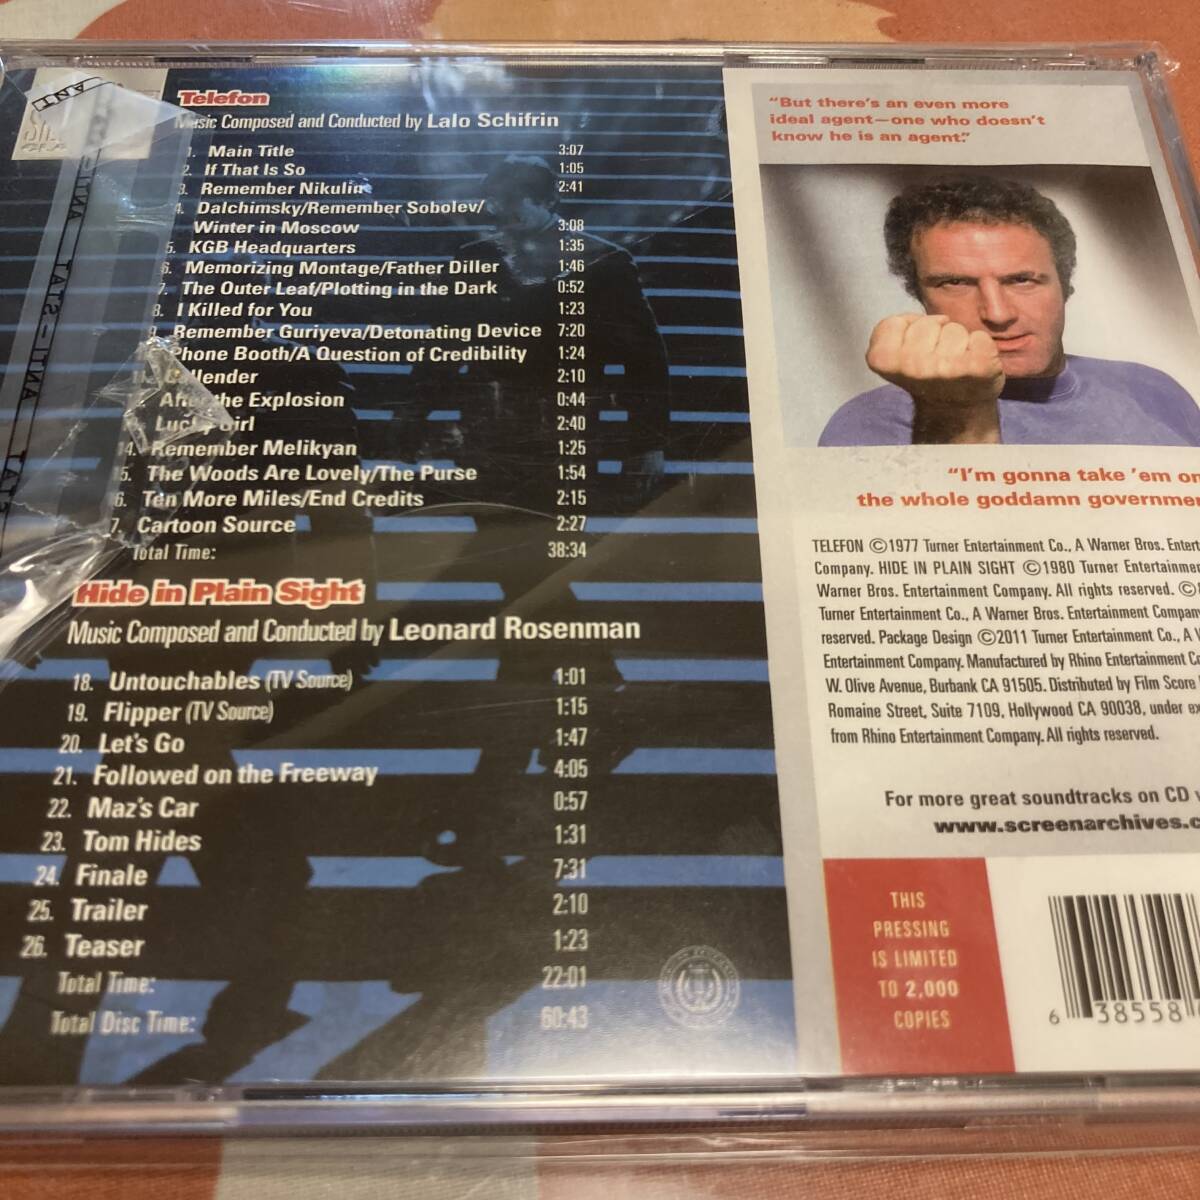 Telefon
Music Composed and Conducted by Lalo Schifrin
1. Main Title 3:07
2. If That Is So 1:05
3. Remember Nikulin 2:41
4. Dalchimsky/Remember Sobolev/
Winter in Moscow 3:08
5. KGB Headquarters 1:35
6. Memorizing Montage/Father Diller 1:46
7. The Outer Leaf/Plotting in the Dark 0:52
8. I Killed for You 1:23
9. Remember Guriyeva/Detonating Device 7:20
Phone Booth/A Question of Credibility 1:24
11. Callender 2:10
After the Explosion 0:44
Lucky Girl 2:40
14. Remember Melikyan 1:25
15. The Woods Are Lovely/The Purse 1:54
6. Ten More Miles/End Credits 2:15
7. Cartoon Source 2:27
Total Time: 38:34
Hide in Plain Sight
Music Composed and Conducted by Leonard Rosenman
18. Untouchables (TV Source) 1:01
19. Flipper (TV Source) 1:15
20. Let's Go 1:47
21. Followed on the Freeway 4:05
22. Maz's Car 0:57
23. Tom Hides 1:31
24. Finale 7:31
25. Trailer 2:10
26. Teaser 1:23
Total Time: 22:01
Total Disc Time: 60:43
"But there's an even more
ideal agent—one who doesn't
know he is an agent."
"I'm gonna take 'em on
the whole goddamn governme
TELEFON ©1977 Turner Entertainment Co., A Warner Bros. Entert
Company. HIDE IN PLAIN SIGHT ©1980 Turner Entertainmen
Warner Bros. Entertainment Company. All rights reserved.
Turner Entertainment Co., A Warner Bros. Entertainment Company
reserved. Package Design ©2011 Turner Entertainment Co., A
Entertainment Company. Manufactured by Rhino Entertainment Co
W. Olive Avenue, Burbank CA 91505. Distributed by Film Score
Romaine Street, Suite 7109, Hollywood CA 90038, under ex
from Rhino Entertainment Company. All rights reserved.
For more great soundtracks on CD
www.screenarchives.c
THIS
PRESSING
IS LIMITED
TO 2,000
COPIES
6 38558